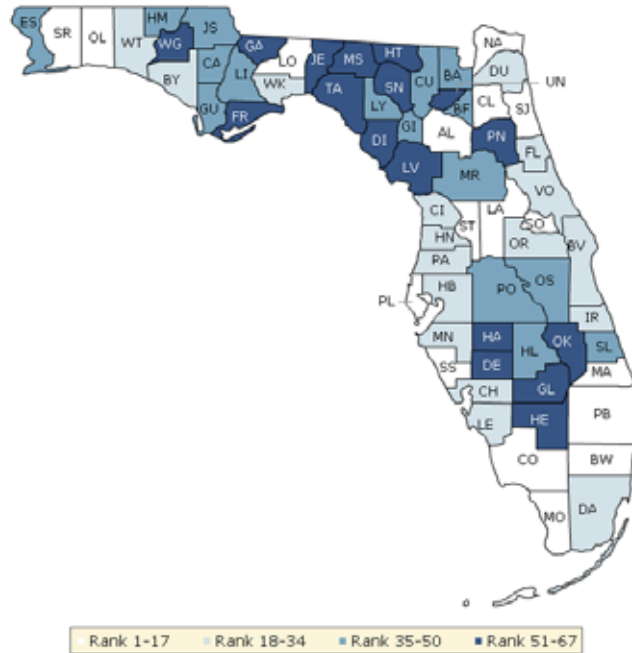 ES
SR
OL
WT
HM
WG
JS
BY
CA
GU
LI
FR
GA
LO
WK
JE
TA
MS
HT
SN
LY
DI
GI
LV
CU
BA
BF
UN
NA
DU
CL
SJ
AL
PN
FL
MR
VO
CI
ST
LA
SO
HN
OR
BV
PA
PL
HB
PO
OS
IR
MN
HA
HL
OK
SL
SS
DE
MA
CH
GL
PB
LE
HE
CO
BW
MO
DA
Rank 1-17 Rank 18-34 Rank 35-50 Rank 51-67